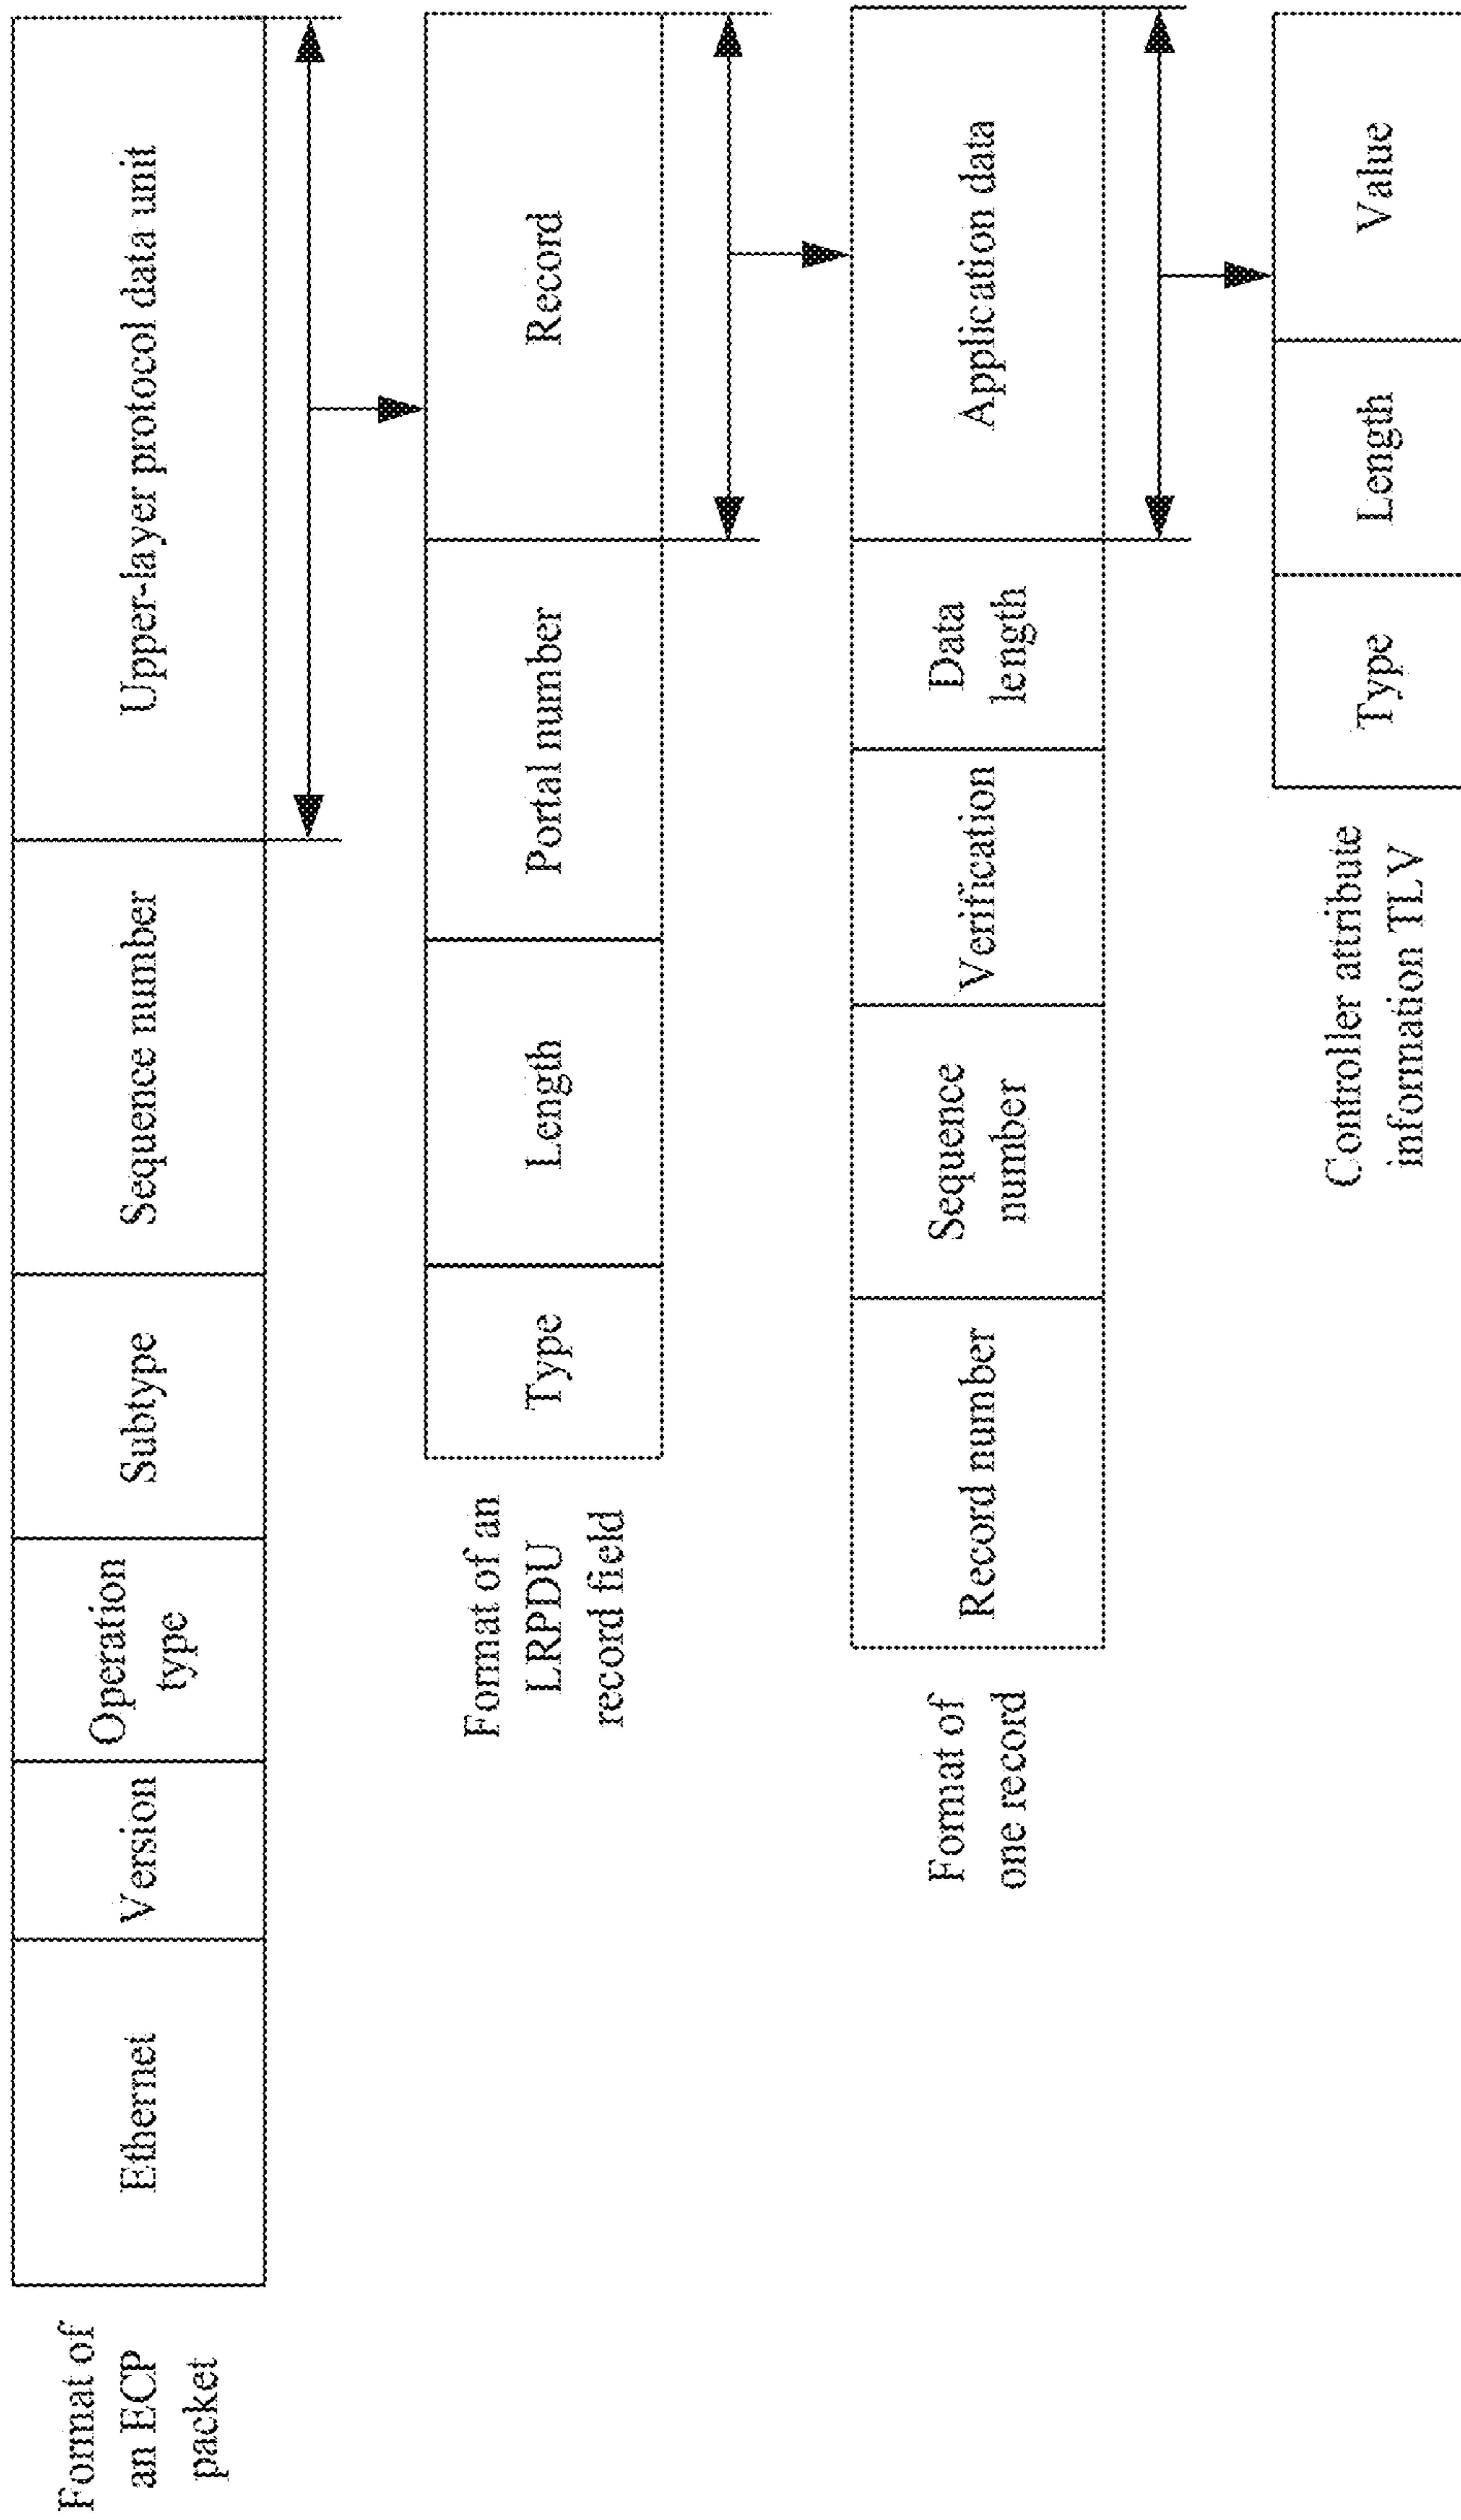 Format of
an ECP
packet
Ethernet
Version
Operation
type
Subtype
Sequence number
Upper-layer protocol data unit
Format of an
LRPDU
record field
Type
Length
Portal number
Record
Format of
one record
Record number
Sequence
number
Verification
Data
length
Application data
Controller attribute
information TLV
Type
Length
Value